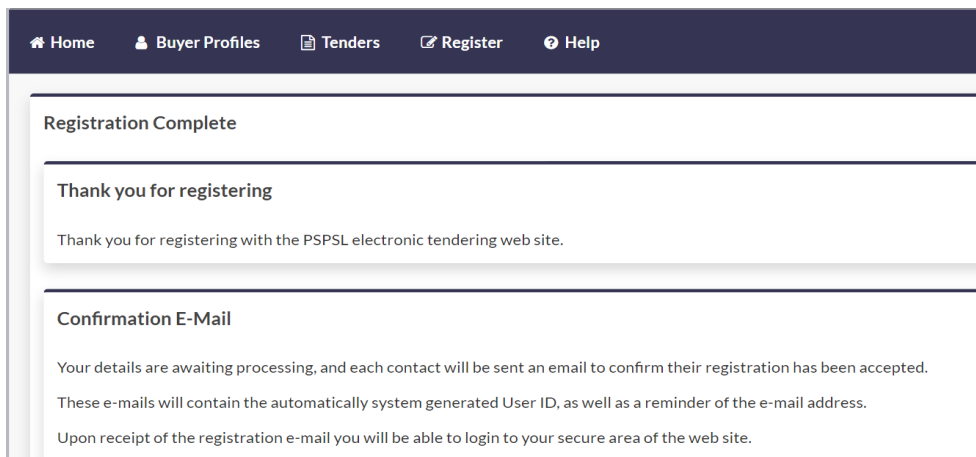 Home Buyer Profiles Tenders Register Help
Registration Complete
Thank you for registering
Thank you for registering with the PSPSL electronic tendering web site.
Confirmation E-Mail
Your details are awaiting processing, and each contact will be sent an email to confirm their registration has been accepted.
These e-mails will contain the automatically system generated User ID, as well as a reminder of the e-mail address.
Upon receipt of the registration e-mail you will be able to login to your secure area of the web site.